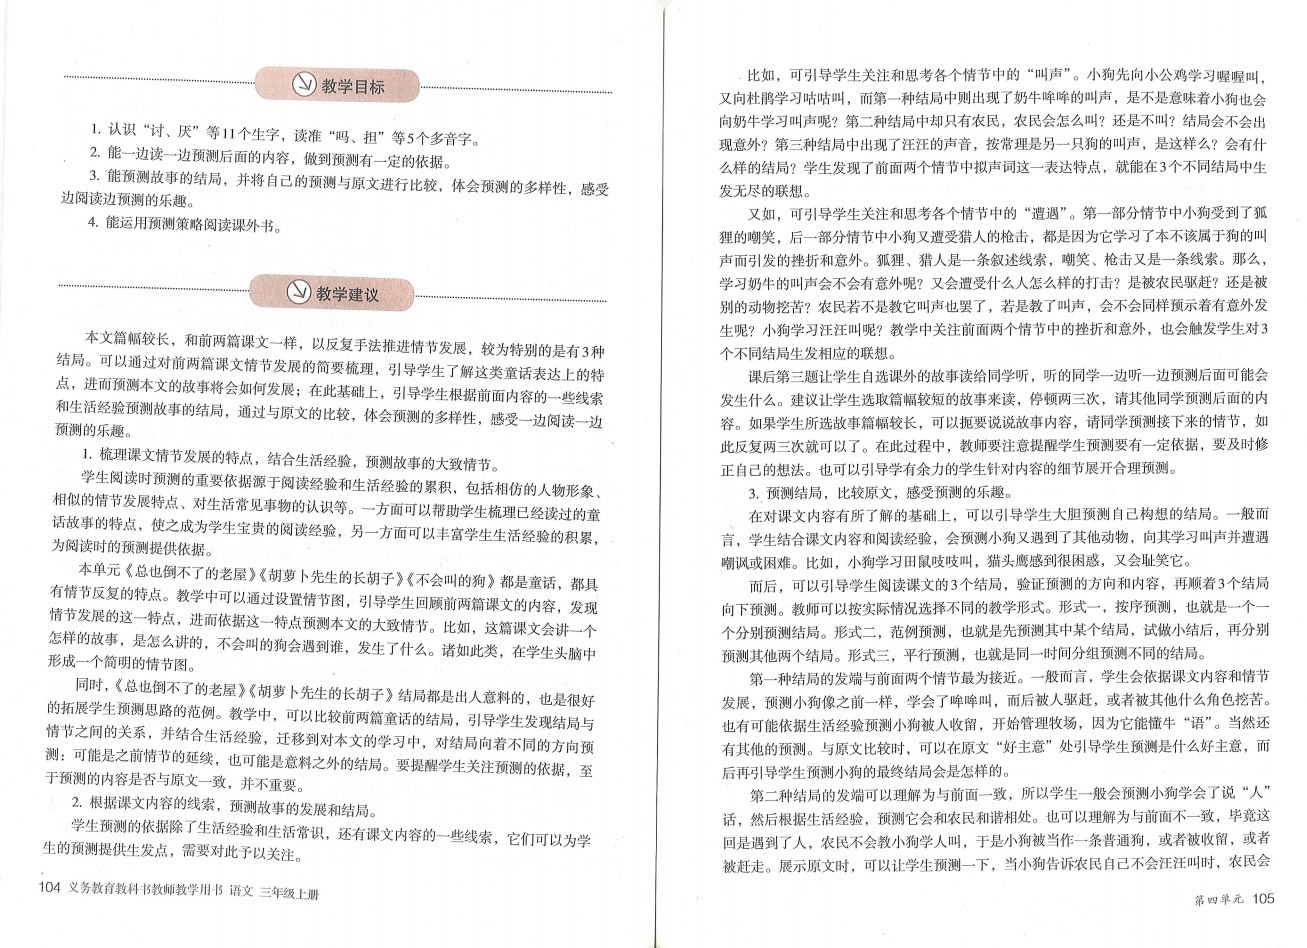 教学目标
1. 认识“讨、厌”等11个生字，读准“吗、担”等5个多音字。
2. 能一边读一边预测后面的内容，做到预测有一定的依据。
3. 能预测故事的结局，并将自己的预测与原文进行比较，体会预测的多样性，感受
边阅读边预测的乐趣。
4. 能运用预测策略阅读课外书。
教学建议
本文篇幅较长，和前两篇课文一样，以反复手法推进情节发展，较为特别的是有3种
结局。可以通过对前两篇课文情节发展的简要梳理，引导学生了解这类童话表达上的特
点，进而预测本文的故事将会如何发展；在此基础上，引导学生根据前面内容的一些线索
和生活经验预测故事的结局，通过与原文的比较，体会预测的多样性，感受一边阅读一边
预测的乐趣。
1. 梳理课文情节发展的特点，结合生活经验，预测故事的大致情节。
学生阅读时预测的重要依据源于阅读经验和生活经验的累积，包括相仿的人物形象、
相似的情节发展特点、对生活常见事物的认识等。一方面可以帮助学生梳理已经读过的童
话故事的特点，使之成为学生宝贵的阅读经验，另一方面可以丰富学生生活经验的积累，
为阅读时的预测提供依据。
本单元《总也倒不了的老屋》《胡萝卜先生的长胡子》《不会叫的狗》都是童话，都具
有情节反复的特点。教学中可以通过设置情节图，引导学生回顾前两篇课文的内容，发现
情节发展的这一特点，进而依据这一特点预测本文的大致情节。比如，这篇课文会讲一个
怎样的故事，是怎么讲的，不会叫的狗会遇到谁，发生了什么。诸如此类，在学生头脑中
形成一个简明的情节图。
同时，《总也倒不了的老屋》《胡萝卜先生的长胡子》结局都是出人意料的，也是很好
的拓展学生预测思路的范例。教学中，可以比较前两篇童话的结局，引导学生发现结局与
情节之间的关系，并结合生活经验，迁移到对本文的学习中，对结局向着不同的方向预
测：可能是之前情节的延续，也可能是意料之外的结局。要提醒学生关注预测的依据，至
于预测的内容是否与原文一致，并不重要。
2. 根据课文内容的线索，预测故事的发展和结局。
学生预测的依据除了生活经验和生活常识，还有课文内容的一些线索，它们可以为学
生的预测提供生发点，需要对此予以关注。
104 义务教育教科书教师教学用书 语文 三年级上册
比如，可引导学生关注和思考各个情节中的“叫声”。小狗先向小公鸡学习喔喔叫，
又向杜鹃学习咕咕叫，而第一种结局中则出现了奶牛哞哞的叫声，是不是意味着小狗也会
向奶牛学习叫声呢？第二种结局中却只有农民，农民会怎么叫？还是不叫？结局会不会出
现意外？第三种结局中出现了汪汪的声音，按常理是另一只狗的叫声，是这样么？会有什
么样的结局？学生发现了前面两个情节中拟声词这一表达特点，就能在3个不同结局中生
发无尽的联想。
又如，可引导学生关注和思考各个情节中的“遭遇”。第一部分情节中小狗受到了狐
狸的嘲笑，后一部分情节中小狗又遭受猎人的枪击，都是因为它学习了本不该属于狗的叫
声而引发的挫折和意外。狐狸、猎人是一条叙述线索，嘲笑、枪击又是一条线索。那么，
学习奶牛的叫声会不会有意外呢？又会遭受什么人怎么样的打击？是被农民驱赶？还是被
别的动物挖苦？农民若不是教它叫声也罢了，若是教了叫声，会不会同样预示着有意外发
生呢？小狗学习汪汪叫呢？教学中关注前面两个情节中的挫折和意外，也会触发学生对3
个不同结局生发相应的联想。
课后第三题让学生自选课外的故事读给同学听，听的同学一边听一边预测后面可能会
发生什么。建议让学生选取篇幅较短的故事来读，停顿两三次，请其他同学预测后面的内
容。如果学生所选故事篇幅较长，可以扼要说说故事内容，请同学预测接下来的情节，如
此反复两三次就可以了。在此过程中，教师要注意提醒学生预测要有一定依据，要及时修
正自己的想法。也可以引导学有余力的学生针对内容的细节展开合理预测。
3. 预测结局，比较原文，感受预测的乐趣。
在对课文内容有所了解的基础上，可以引导学生大胆预测自己构想的结局。一般而
言，学生结合课文内容和阅读经验，会预测小狗又遇到了其他动物，向其学习叫声并遭遇
嘲讽或困难。比如，小狗学习田鼠吱吱叫，猫头鹰感到很困惑，又会耻笑它。
而后，可以引导学生阅读课文的3个结局，验证预测的方向和内容，再顺着3个结局
向下预测。教师可以按实际情况选择不同的教学形式。形式一，按序预测，也就是一个一
个分别预测结局。形式二，范例预测，也就是先预测其中某个结局，试做小结后，再分别
预测其他两个结局。形式三，平行预测，也就是同一时间分组预测不同的结局。
第一种结局的发端与前面两个情节最为接近。一般而言，学生会依据课文内容和情节
发展，预测小狗像之前一样，学会了哞哞叫，而后被人驱赶，或者被其他什么角色挖苦。
也有可能依据生活经验预测小狗被人收留，开始管理牧场，因为它能懂牛“语”。当然还
有其他的预测。与原文比较时，可以在原文“好主意”处引导学生预测是什么好主意，而
后再引导学生预测小狗的最终结局会是怎样的。
第二种结局的发端可以理解为与前面一致，所以学生一般会预测小狗学会了说“人”
话，然后根据生活经验，预测它会和农民和谐相处。也可以理解为与前面不一致，毕竟这
回是遇到了人，农民不会教小狗学人叫，于是小狗被当作一条普通狗，或者被收留，或者
被赶走。展示原文时，可以让学生预测一下，当小狗告诉农民自己不会汪汪叫时，农民会
第四单元 105